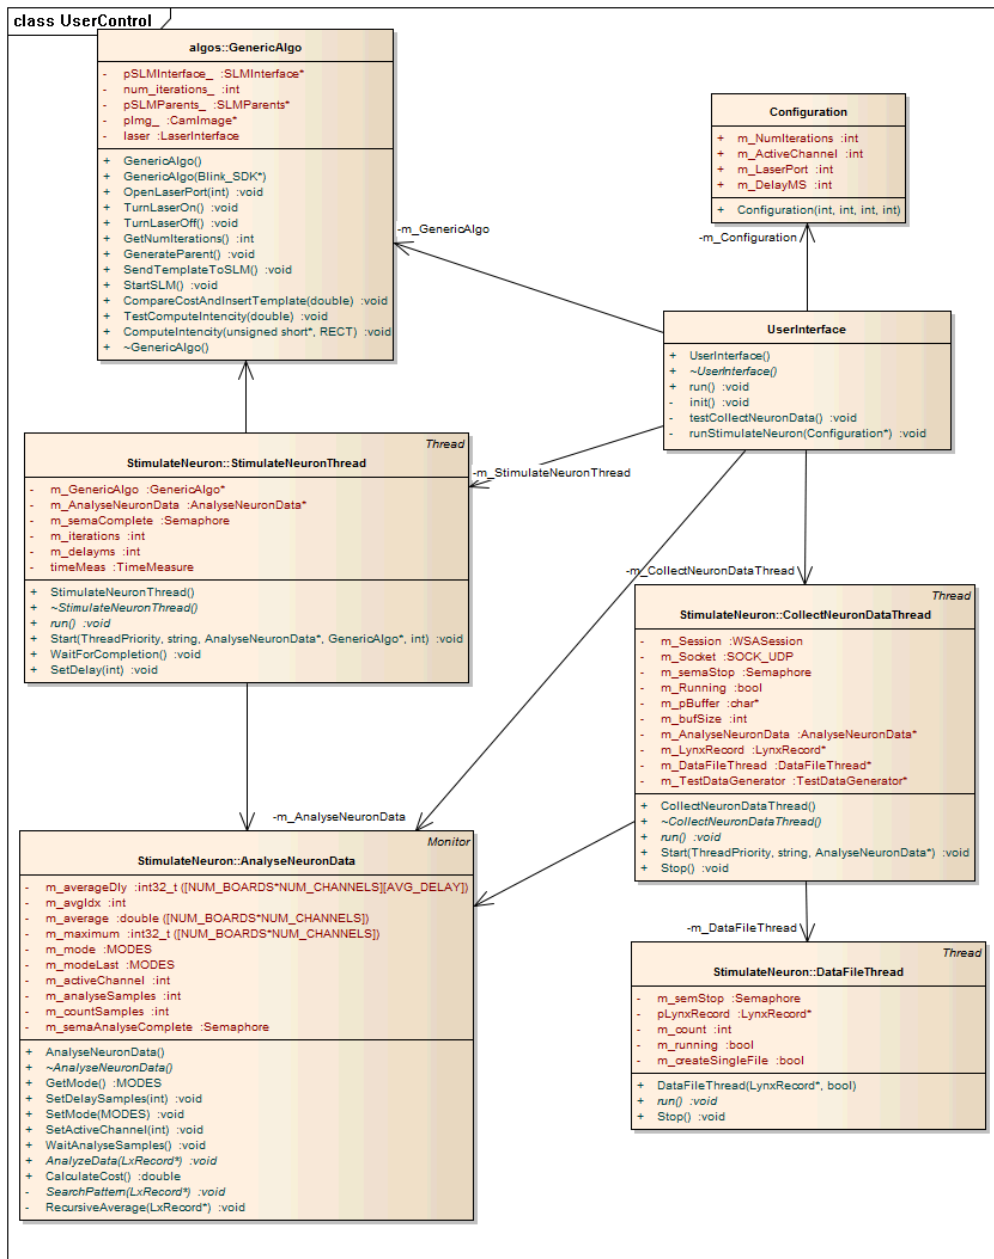 class UserControl
algos::GenericAlgo
- pSLMInterface_ :SLMInterface*
- num_iterations_ :int
- pSLMParents_ :SLMParents*
- pImg_ :CamImage*
- laser :LaserInterface
+ GenericAlgo()
+ GenericAlgo(Blink_SDK*)
+ OpenLaserPort(int) :void
+ TurnLaserOn() :void
+ TurnLaserOff() :void
+ GetNumIterations() :int
+ GenerateParent() :void
+ SendTemplateToSLM() :void
+ StartSLM() :void
+ CompareCostAndInsertTemplate(double) :void
+ TestComputeIntencity(double) :void
+ ComputeIntencity(unsigned short*, RECT) :void
+ ~GenericAlgo()
Configuration
+ m_NumIterations :int
+ m_ActiveChannel :int
+ m_LaserPort :int
+ m_DelayMS :int
+ Configuration(int, int, int, int)
-m_GenericAlgo
-m_Configuration
UserInterface
+ UserInterface()
+ ~UserInterface()
+ run() :void
- init() :void
- testCollectNeuronData() :void
- runStimulateNeuron(Configuration*) :void
Thread
StimulateNeuron::StimulateNeuronThread
- m_GenericAlgo :GenericAlgo*
- m_AnalyseNeuronData :AnalyseNeuronData*
- m_semaComplete :Semaphore
- m_iterations :int
- m_delayms :int
- timeMeas :TimeMeasure
+ StimulateNeuronThread()
+ ~StimulateNeuronThread()
+ run() :void
+ Start(ThreadPriority, string, AnalyseNeuronData*, GenericAlgo*, int) :void
+ WaitForCompletion() :void
+ SetDelay(int) :void
-m_StimulateNeuronThread
-m_CollectNeuronDataThread
Thread
StimulateNeuron::CollectNeuronDataThread
- m_Session :WSASession
- m_Socket :SOCK_UDP
- m_semaStop :Semaphore
- m_Running :bool
- m_pBuffer :char*
- m_bufSize :int
- m_AnalyseNeuronData :AnalyseNeuronData*
- m_LynxRecord :LynxRecord*
- m_DataFileThread :DataFileThread*
- m_TestDataGenerator :TestDataGenerator*
+ CollectNeuronDataThread()
+ ~CollectNeuronDataThread()
+ run() :void
+ Start(ThreadPriority, string, AnalyseNeuronData*) :void
+ Stop() :void
-m_AnalyseNeuronData
Monitor
StimulateNeuron::AnalyseNeuronData
- m_averageDly :int32_t ([NUM_BOARDS*NUM_CHANNELS][AVG_DELAY])
- m_avgIdx :int
- m_average :double ([NUM_BOARDS*NUM_CHANNELS])
- m_maximum :int32_t ([NUM_BOARDS*NUM_CHANNELS])
- m_mode :MODES
- m_modeLast :MODES
- m_activeChannel :int
- m_analyseSamples :int
- m_countSamples :int
- m_semaAnalyseComplete :Semaphore
+ AnalyseNeuronData()
+ ~AnalyseNeuronData()
+ GetMode() :MODES
+ SetDelaySamples(int) :void
+ SetMode(MODES) :void
+ SetActiveChannel(int) :void
+ WaitAnalyseSamples() :void
+ AnalyzeData(LxRecord*) :void
+ CalculateCost() :double
- SearchPattern(LxRecord*) :void
- RecursiveAverage(LxRecord*) :void
-m_DataFileThread
Thread
StimulateNeuron::DataFileThread
- m_semStop :Semaphore
- pLynxRecord :LynxRecord*
- m_count :int
- m_running :bool
- m_createSingleFile :bool
+ DataFileThread(LynxRecord*, bool)
+ run() :void
+ Stop() :void